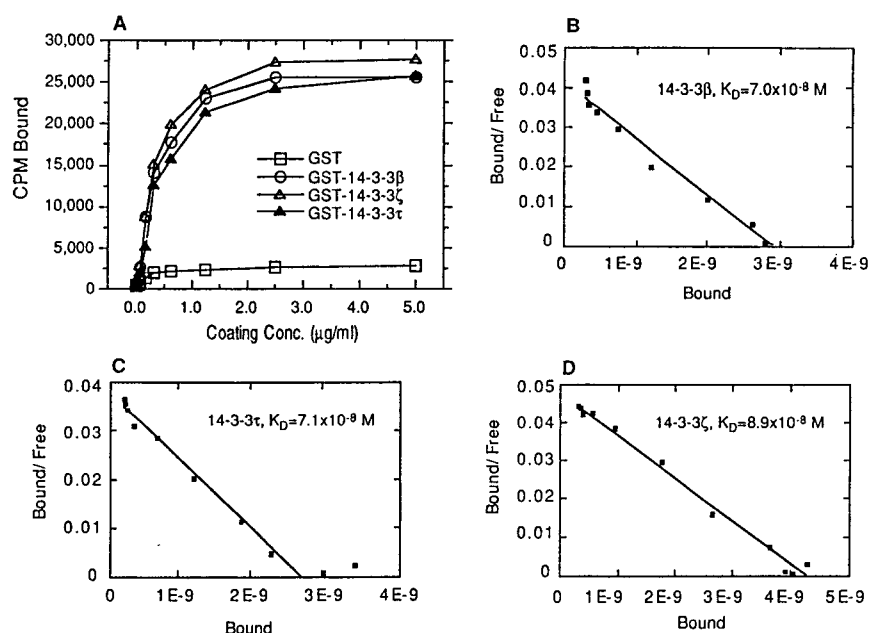 A
CPM Bound
30,000
25,000
20,000
15,000
10,000
5,000
0
GST
GST-14-3-3β
GST-14-3-3ζ
GST-14-3-3τ
0.0 1.0 2.0 3.0 4.0 5.0
Coating Conc. (μg/ml)
B
Bound/ Free
0.05
0.04
0.03
0.02
0.01
0
14-3-3β, KD=7.0x10-8 M
0 1E-9 2E-9 3E-9 4E-9
Bound
C
Bound/ Free
0.04
0.03
0.02
0.01
0
14-3-3τ, KD=7.1x10-8 M
0 1E-9 2E-9 3E-9 4E-9
Bound
D
Bound/ Free
0.05
0.04
0.03
0.02
0.01
0
14-3-3ζ, KD=8.9x10-8 M
0 1E-9 2E-9 3E-9 4E-9 5E-9
Bound